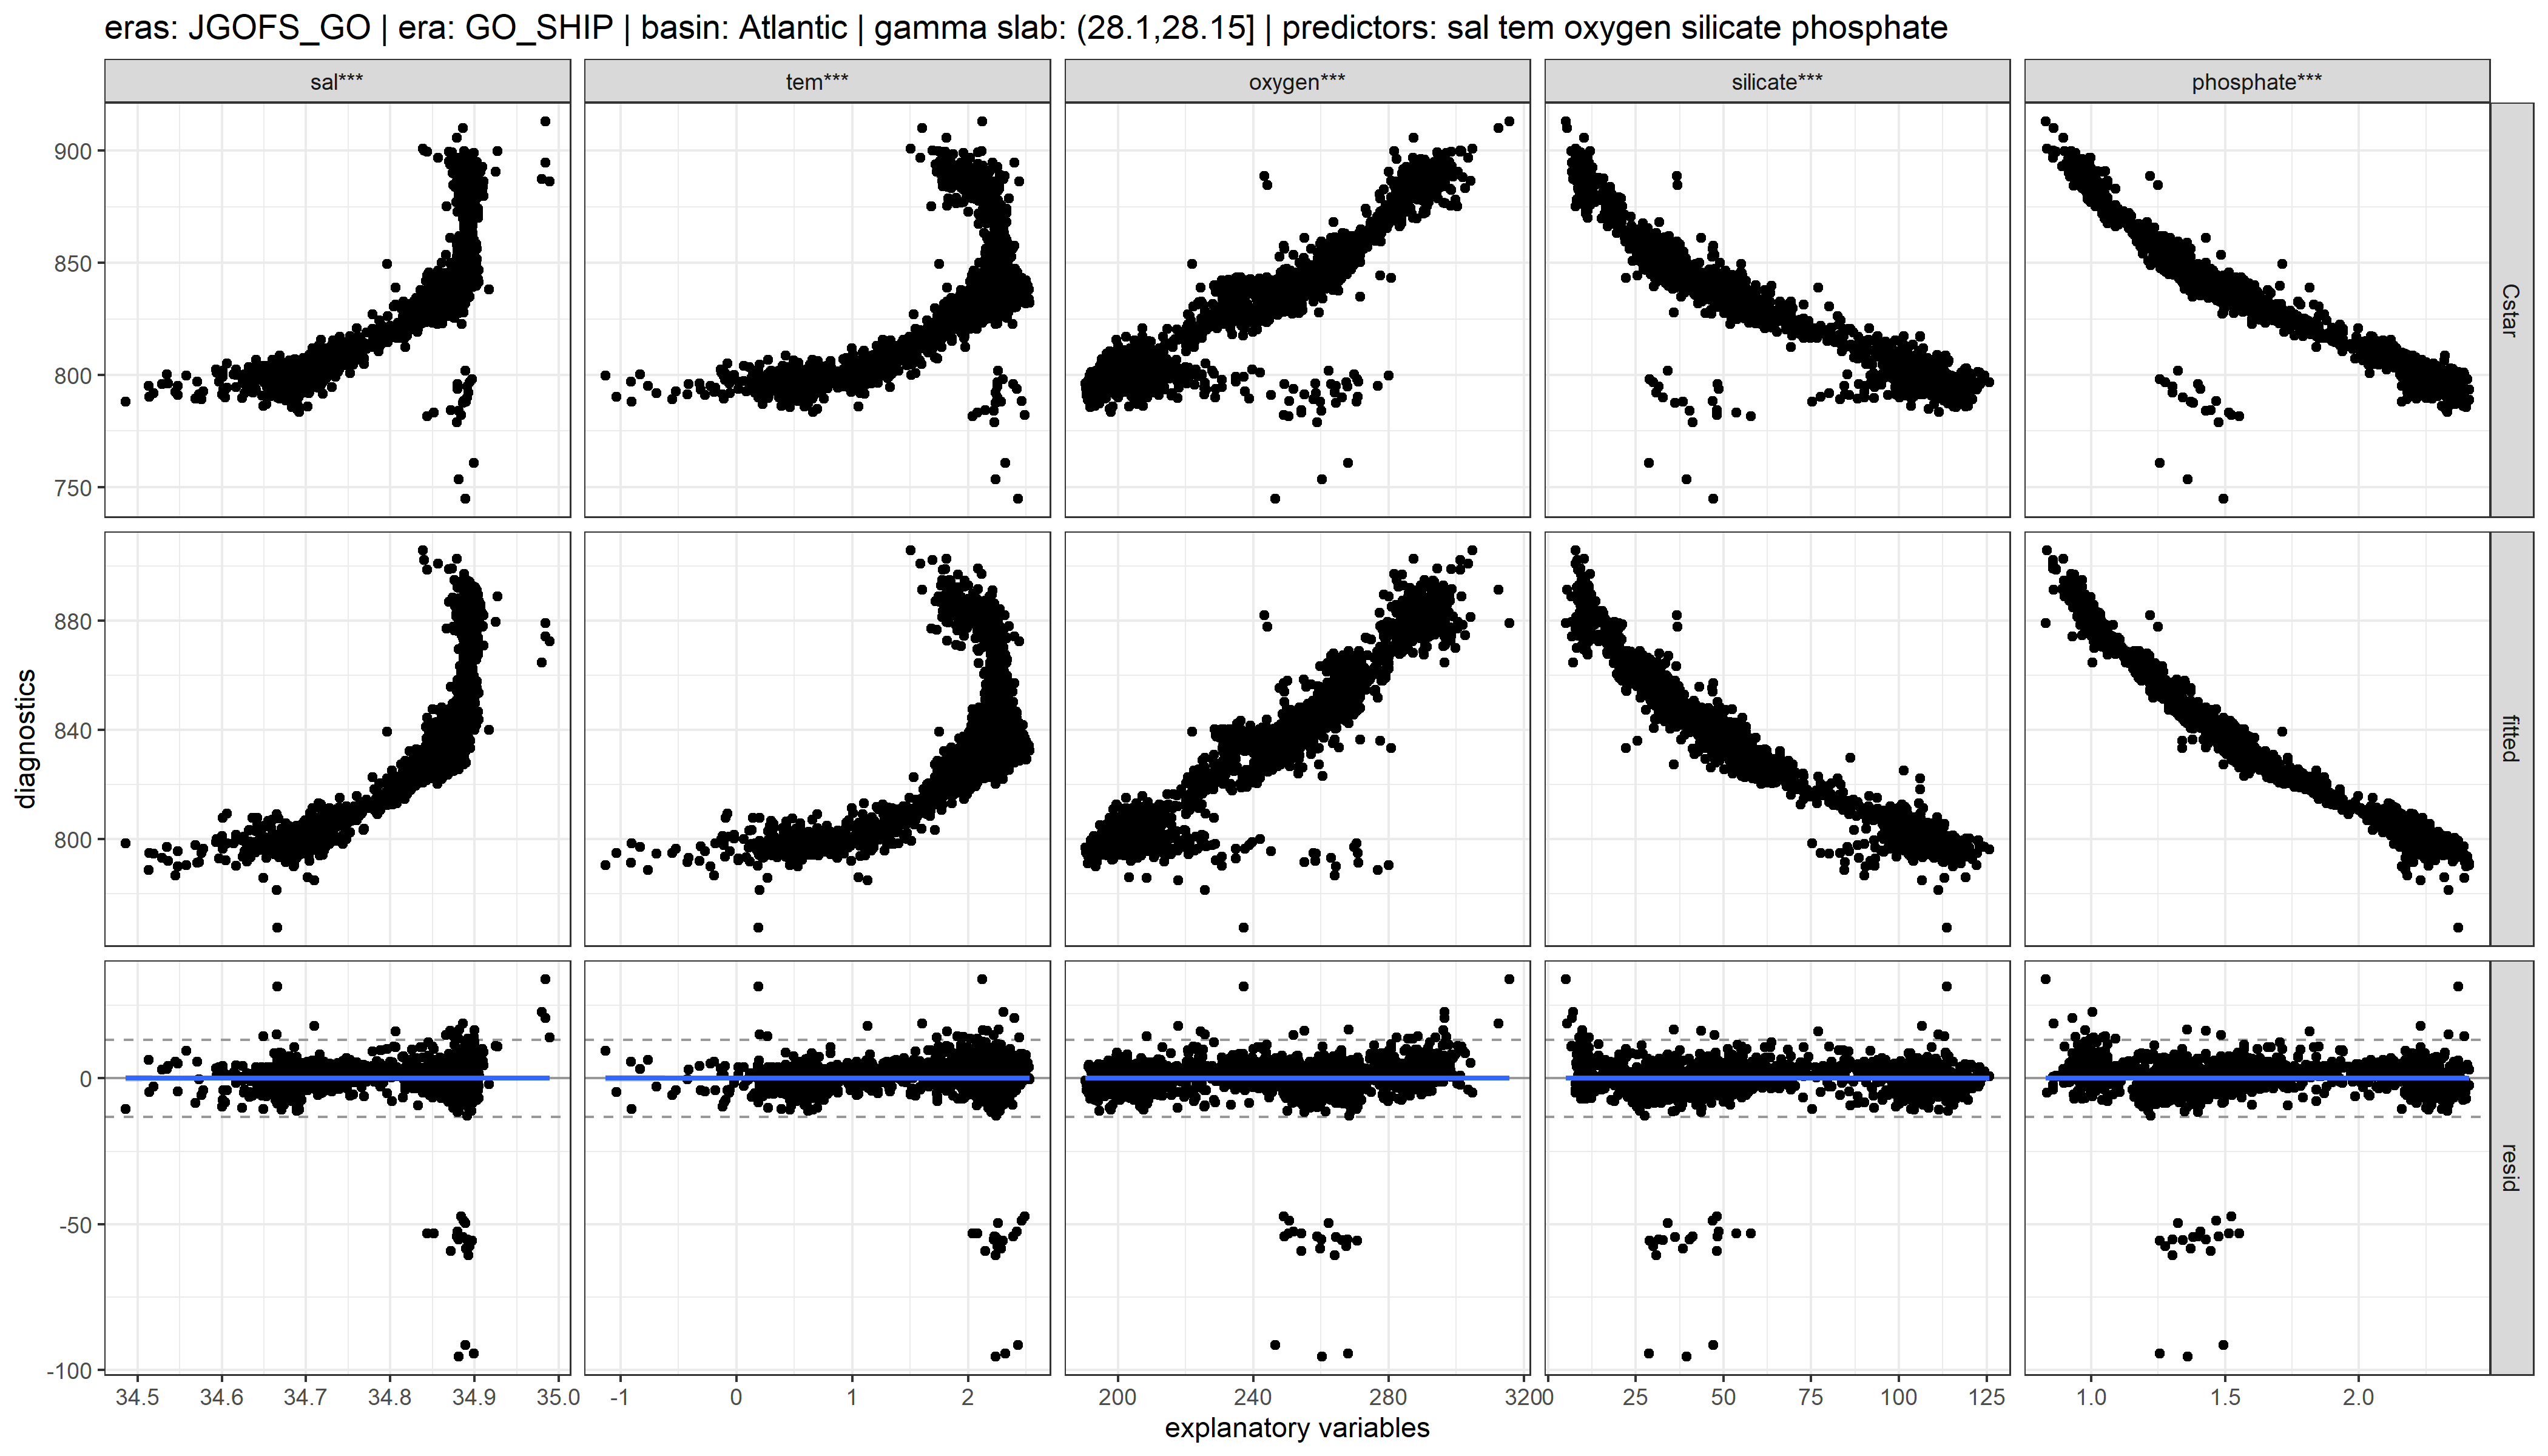 eras: JGOFS_GO | era: GO_SHIP | basin: Atlantic | gamma slab: (28.1,28.15] | predictors: sal tem oxygen silicate phosphate
sal*** tem*** oxygen*** silicate*** phosphate***
900
850
800
750
Cstar
880
840
800
fitted
diagnostics
0
-50
-100
resid
34.5 34.6 34.7 34.8 34.9 35.0 -1 0 1 2 200 240 280 320 0 25 50 75 100 125 1.0 1.5 2.0
explanatory variables